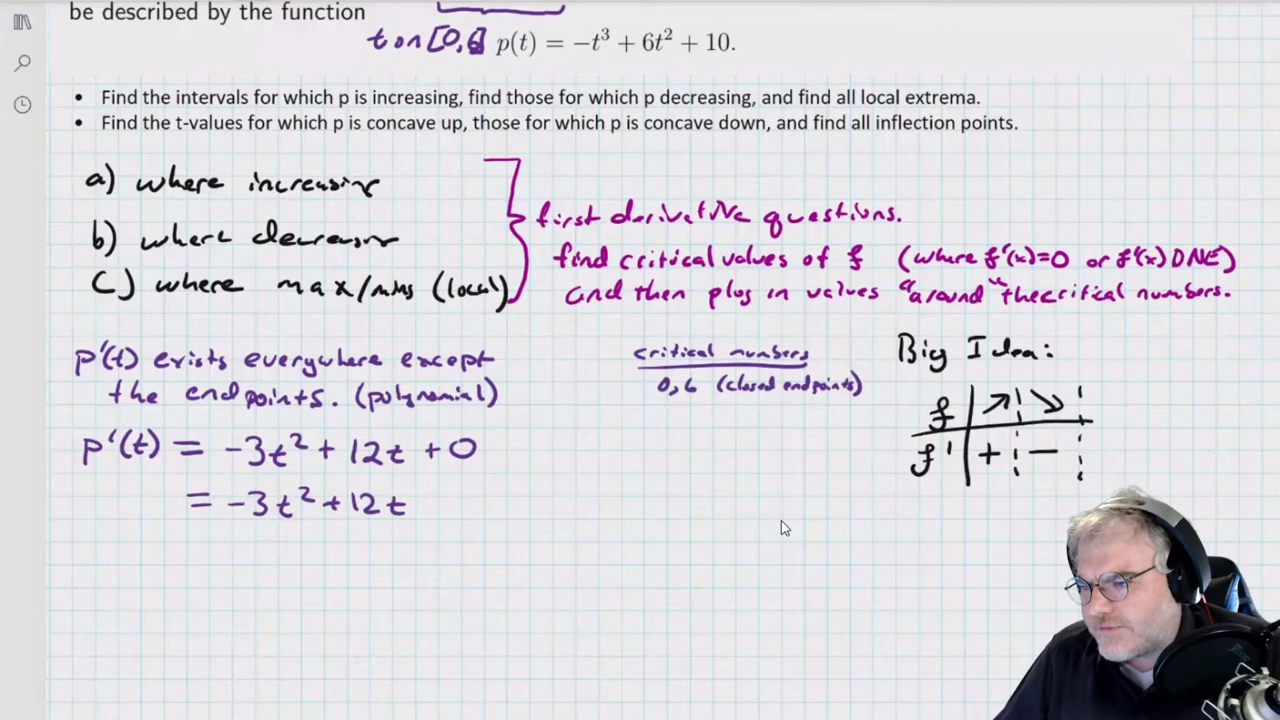 be described by the function
t on [0,6] p(t) = −t³ + 6t² + 10.
• Find the intervals for which p is increasing, find those for which p decreasing, and find all local extrema.
• Find the t-values for which p is concave up, those for which p is concave down, and find all inflection points.
a) where increasing
b) where decreasing
c) where max/mins (local)
first derivative questions.
find critical values of f (where f'(x)=0 or f'(x) DNE)
and then plug in values "around" the critical numbers.
p'(t) exists everywhere except
the endpoints. (polynomial)
p'(t) = -3t² + 12t + 0
= -3t² + 12t
critical numbers
0, 6 (closed endpoints)
Big Idea:
f | ↗ ¦ ↘ ¦
f' | + ¦ − ¦